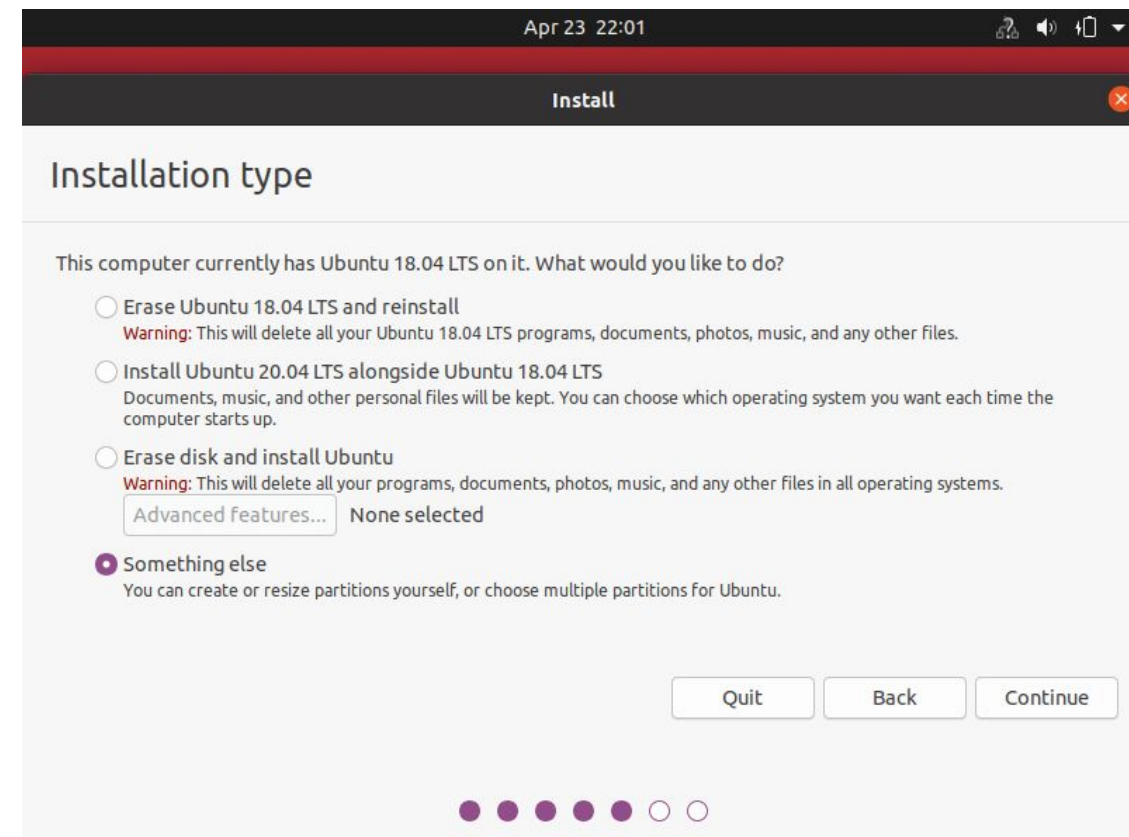 Apr 23 22:01
Install
Installation type
This computer currently has Ubuntu 18.04 LTS on it. What would you like to do?
Erase Ubuntu 18.04 LTS and reinstall
Warning: This will delete all your Ubuntu 18.04 LTS programs, documents, photos, music, and any other files.
Install Ubuntu 20.04 LTS alongside Ubuntu 18.04 LTS
Documents, music, and other personal files will be kept. You can choose which operating system you want each time the
computer starts up.
Erase disk and install Ubuntu
Warning: This will delete all your programs, documents, photos, music, and any other files in all operating systems.
Advanced features... None selected
Something else
You can create or resize partitions yourself, or choose multiple partitions for Ubuntu.
Quit Back Continue